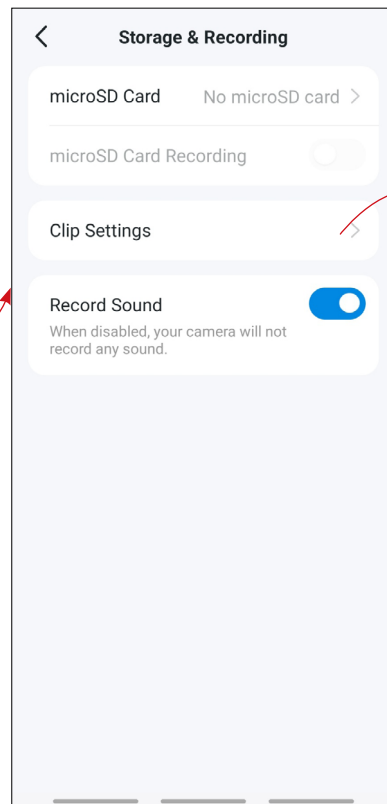 Storage & Recording
microSD Card No microSD card
microSD Card Recording
Clip Settings
Record Sound
When disabled, your camera will not
record any sound.